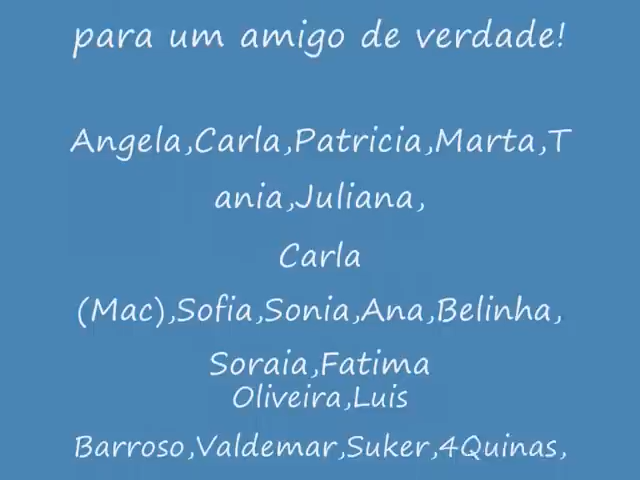 para um amigo de verdade!
Angela,Carla,Patricia,Marta,T
ania,Juliana,
Carla
(Mac),Sofia,Sonia,Ana,Belinha,
Soraia,Fatima
Oliveira,Luis
Barroso,Valdemar,Suker,4Quinas,